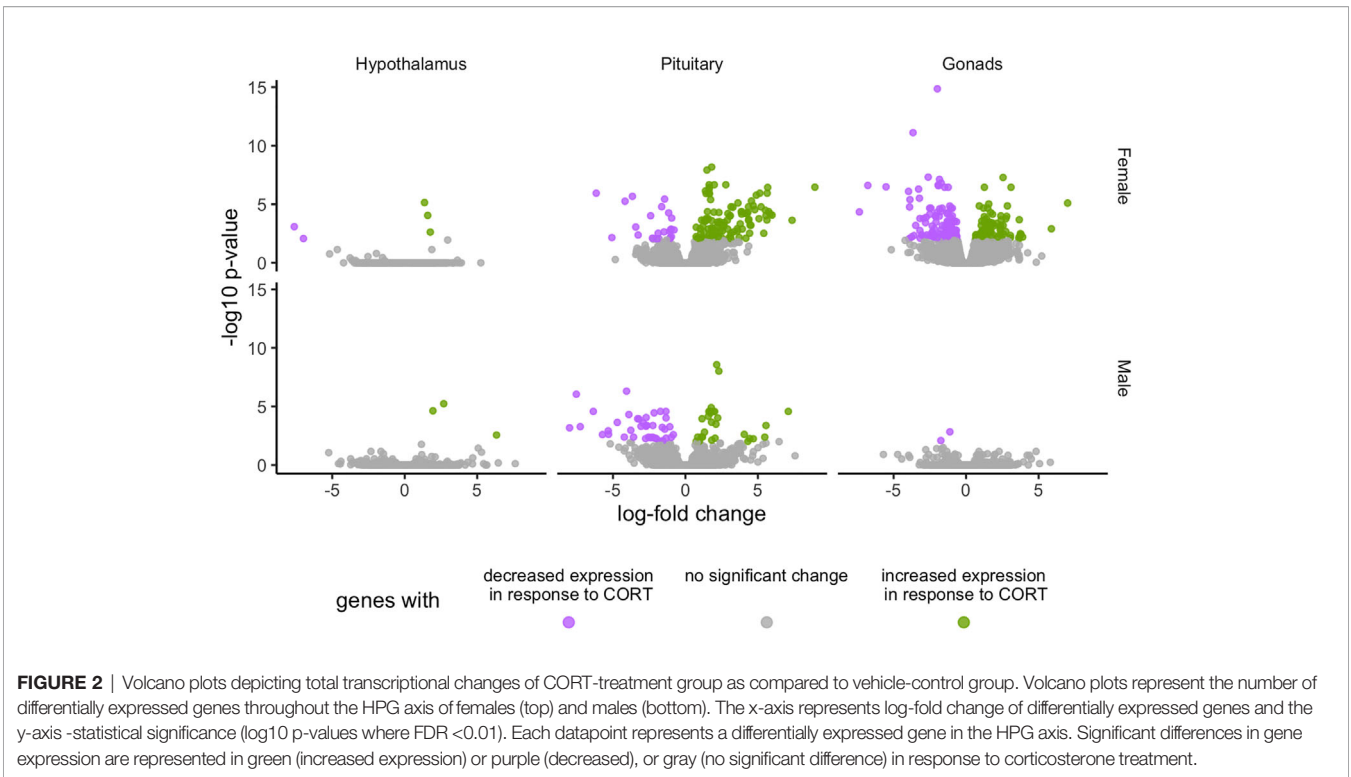 Hypothalamus Pituitary Gonads
15
10
5
0
Female
-log10 p-value
15
10
5
0
Male
-5 0 5 -5 0 5 -5 0 5
log-fold change
genes with
decreased expression
in response to CORT
no significant change
increased expression
in response to CORT
FIGURE 2 | Volcano plots depicting total transcriptional changes of CORT-treatment group as compared to vehicle-control group. Volcano plots represent the number of
differentially expressed genes throughout the HPG axis of females (top) and males (bottom). The x-axis represents log-fold change of differentially expressed genes and the
y-axis -statistical significance (log10 p-values where FDR <0.01). Each datapoint represents a differentially expressed gene in the HPG axis. Significant differences in gene
expression are represented in green (increased expression) or purple (decreased), or gray (no significant difference) in response to corticosterone treatment.